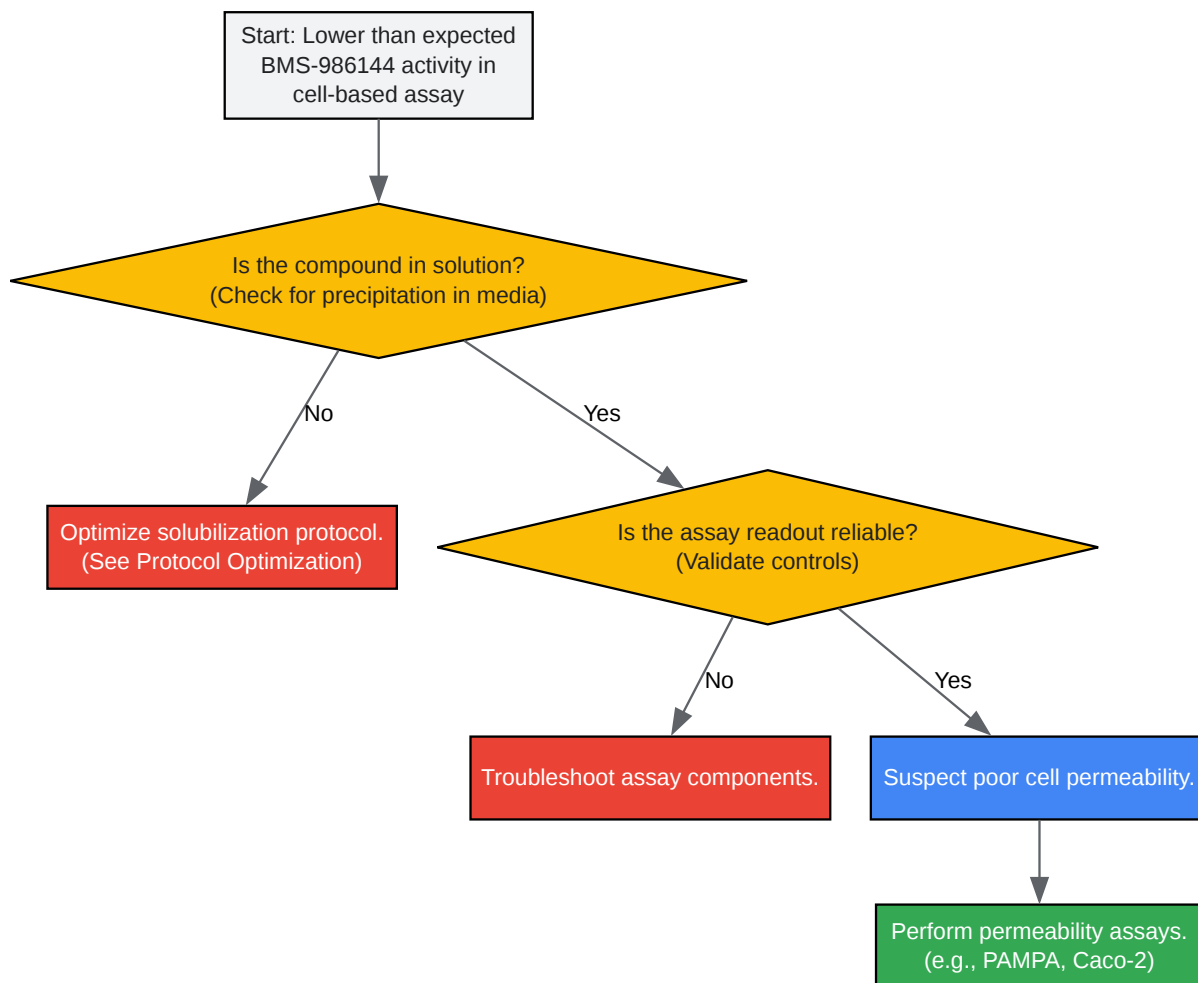 Start: Lower than expected
BMS-986144 activity in
cell-based assay
Is the compound in solution?
(Check for precipitation in media)
No
Yes
Optimize solubilization protocol.
(See Protocol Optimization)
Is the assay readout reliable?
(Validate controls)
No
Yes
Troubleshoot assay components.
Suspect poor cell permeability.
Perform permeability assays.
(e.g., PAMPA, Caco-2)